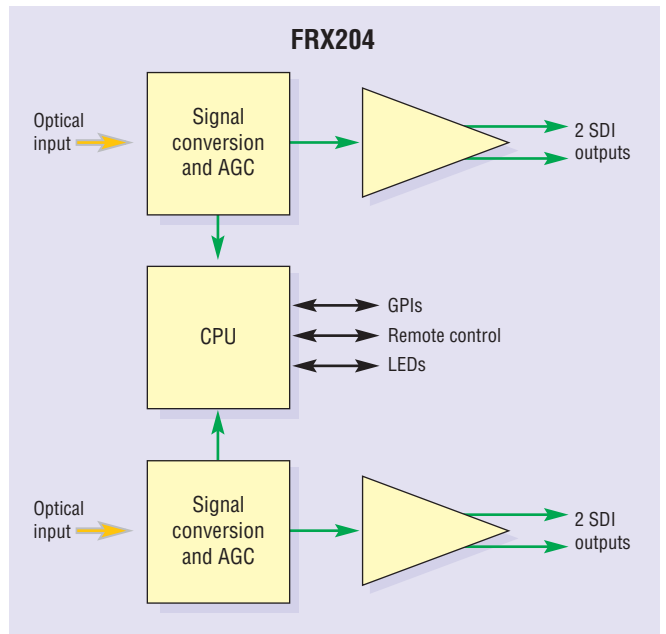 FRX204
Optical
input
Signal
conversion
and AGC
2 SDI
outputs
CPU
GPIs
Remote control
LEDs
Optical
input
Signal
conversion
and AGC
2 SDI
outputs